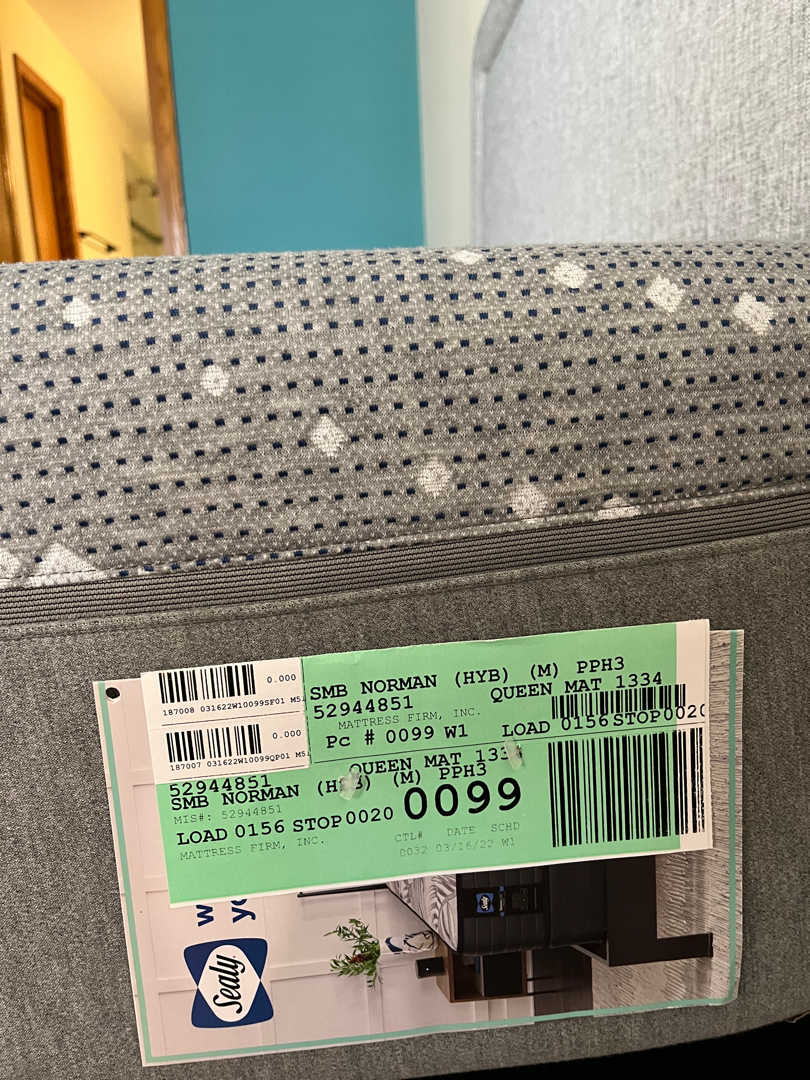 0.000
187008 031622W10099SF01 M5
0.000
187007 031622W10099QP01 M5
SMB NORMAN (HYB) (M) PPH3
52944851 QUEEN MAT 1334
MATTRESS FIRM, INC.
Pc # 0099 W1 LOAD 0156 STOP0020
QUEEN MAT 133
52944851
SMB NORMAN (HYB) (M) PPH3
MIS#: 52944851
0099
LOAD 0156 STOP0020
MATTRESS FIRM, INC.
CTL# DATE SCHD
0032 03/16/22 W1
Sealy
Sealy